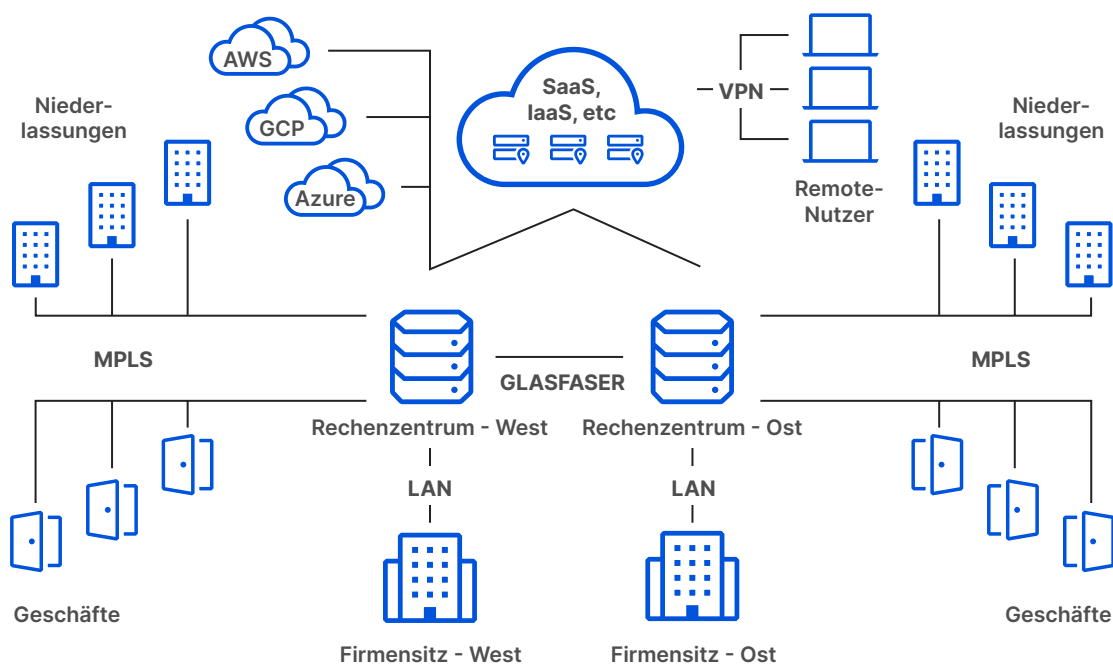 AWS
GCP
Azure
SaaS,
IaaS, etc
VPN
Remote-
Nutzer
Nieder-
lassungen
Nieder-
lassungen
MPLS
GLASFASER
MPLS
Rechenzentrum - West
Rechenzentrum - Ost
LAN
LAN
Geschäfte
Geschäfte
Firmensitz - West
Firmensitz - Ost